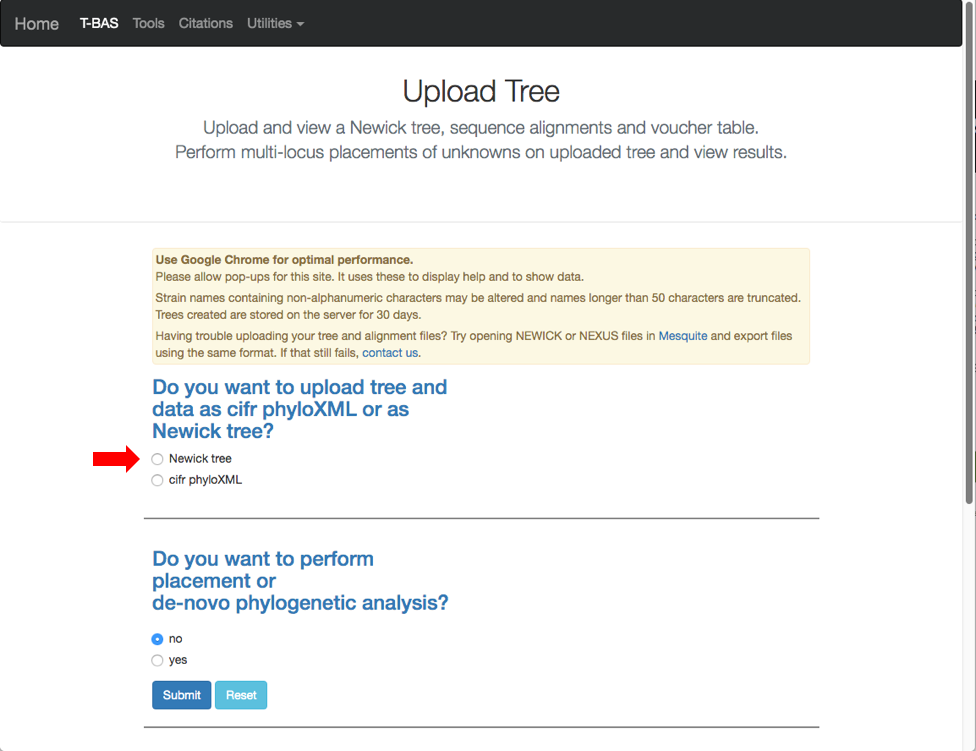 Home T-BAS Tools Citations Utilities
Upload Tree
Upload and view a Newick tree, sequence alignments and voucher table.
Perform multi-locus placements of unknowns on uploaded tree and view results.
Use Google Chrome for optimal performance.
Please allow pop-ups for this site. It uses these to display help and to show data.
Strain names containing non-alphanumeric characters may be altered and names longer than 50 characters are truncated.
Trees created are stored on the server for 30 days.
Having trouble uploading your tree and alignment files? Try opening NEWICK or NEXUS files in Mesquite and export files
using the same format. If that still fails, contact us.
Do you want to upload tree and
data as cifr phyloXML or as
Newick tree?
Newick tree
cifr phyloXML
Do you want to perform
placement or
de-novo phylogenetic analysis?
no
yes
Submit Reset